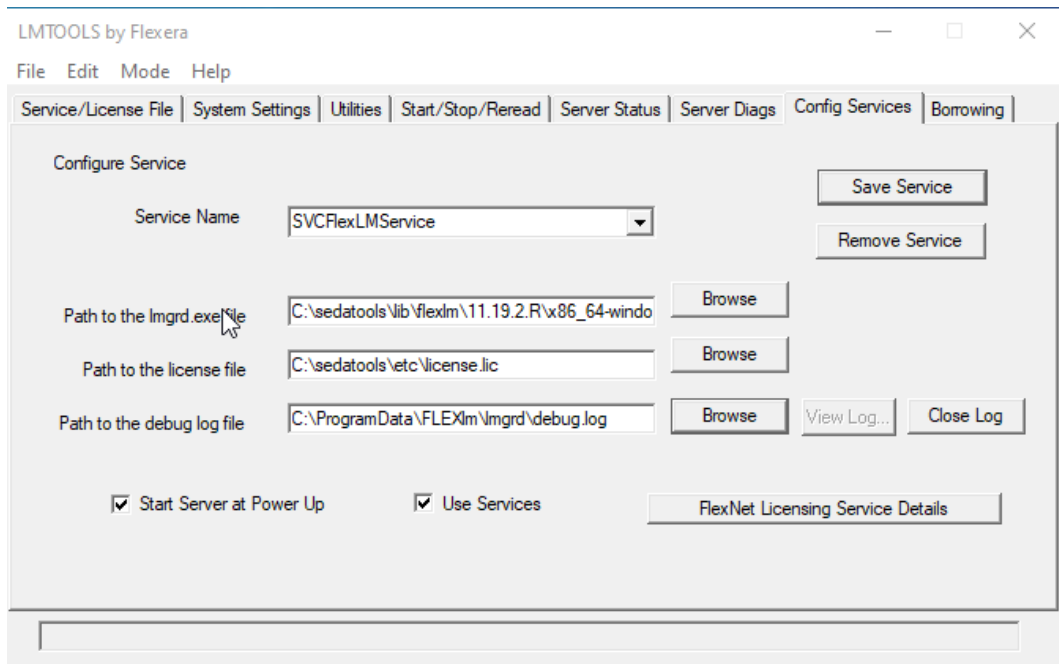 LMTOOLS by Flexera
File Edit Mode Help
Service/License File System Settings Utilities Start/Stop/Reread Server Status Server Diags Config Services Borrowing
Configure Service
Save Service
Service Name SVCFlexLMService
Remove Service
Path to the lmgrd.exe file C:\sedatools\lib\flexlm\11.19.2.R\x86_64-windo Browse
Path to the license file C:\sedatools\etc\license.lic Browse
Path to the debug log file C:\ProgramData\FLEXlm\lmgrd\debug.log Browse View Log... Close Log
Start Server at Power Up Use Services FlexNet Licensing Service Details